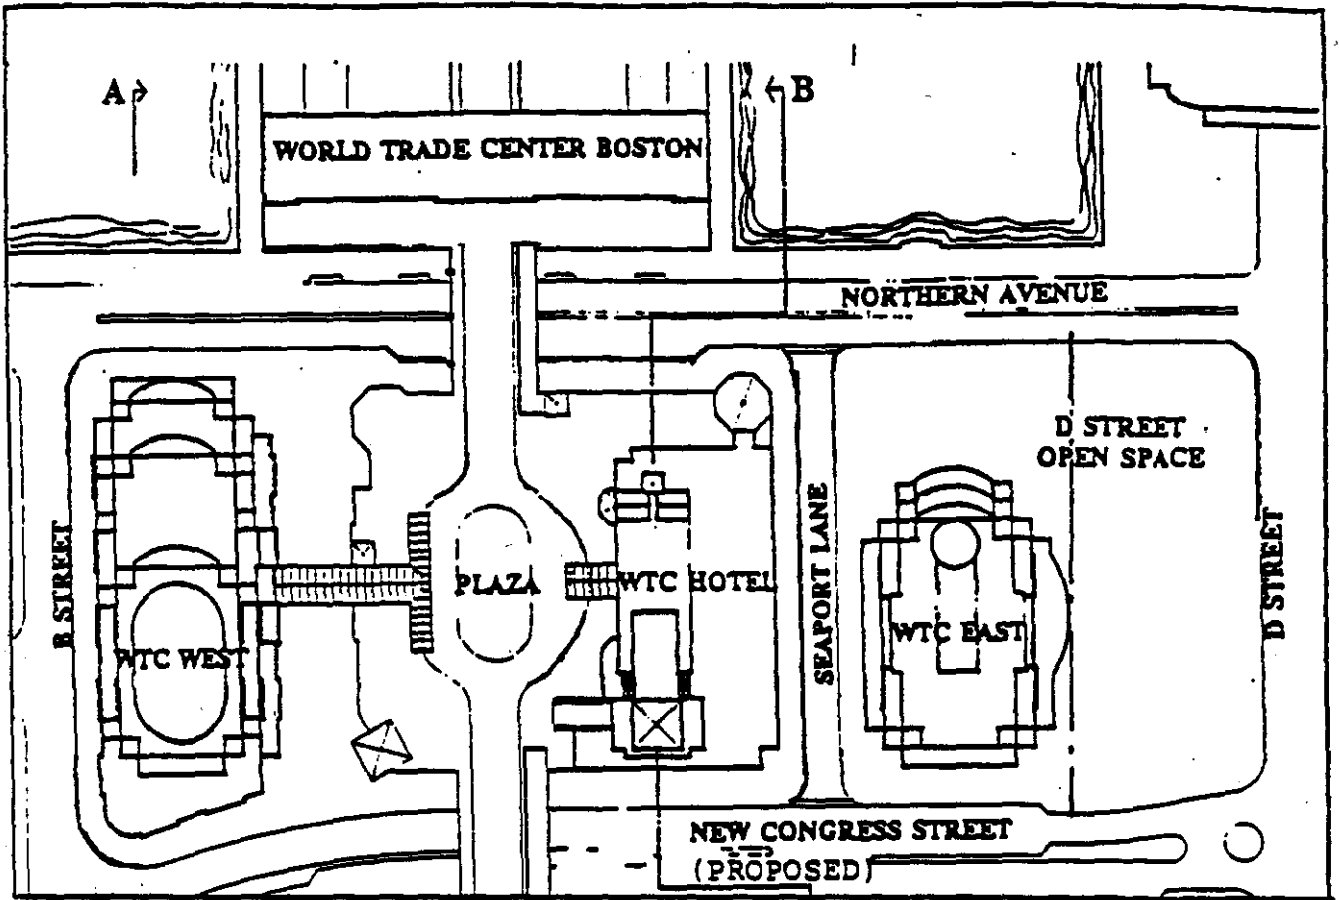 A
B
WORLD TRADE CENTER BOSTON
NORTHERN AVENUE
D STREET
OPEN SPACE
B STREET
PLAZA
WTC HOTEL
SEAPORT LANE
WTC EAST
D STREET
WTC WEST
NEW CONGRESS STREET
(PROPOSED)